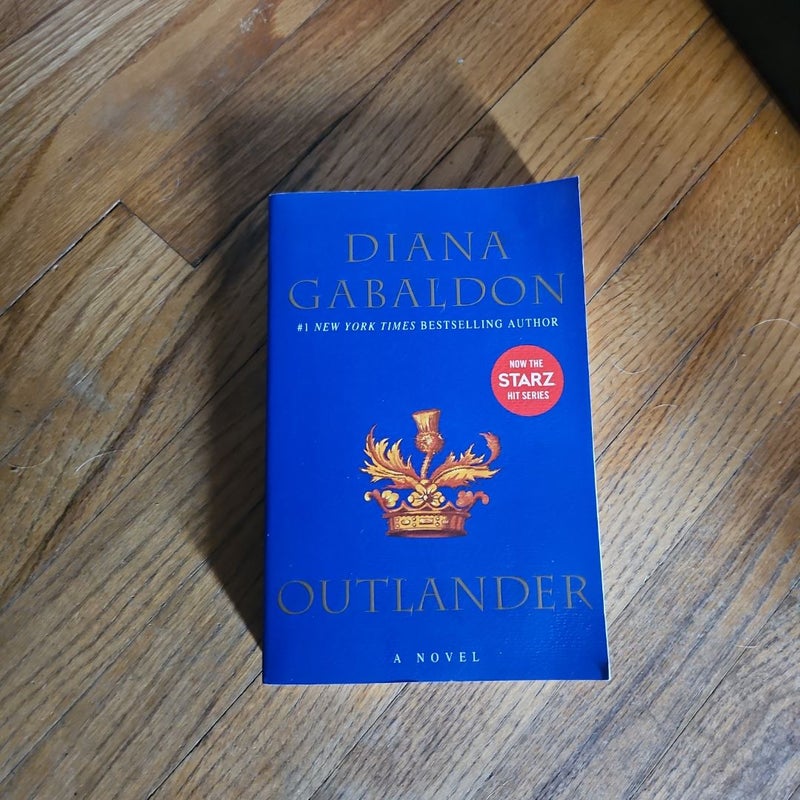 DIANA
GABALDON
#1 NEW YORK TIMES BESTSELLING AUTHOR
NOW THE
STARZ
HIT SERIES
OUTLANDER
A NOVEL